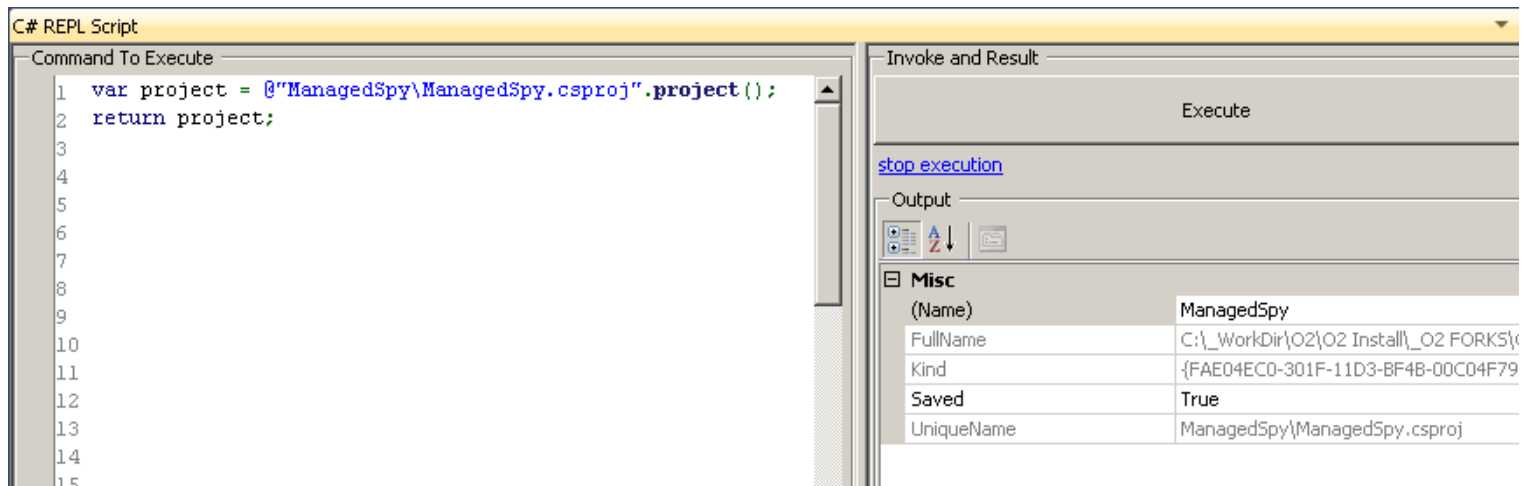 C# REPL Script
Command To Execute
1 var project = @"ManagedSpy\ManagedSpy.csproj".project();
2 return project;
3
4
5
6
7
8
9
10
11
12
13
14
15
Invoke and Result
Execute
stop execution
Output
A
Z
Misc
(Name) ManagedSpy
FullName C:\_WorkDir\O2\O2 Install\_O2 FORKS\
Kind {FAE04EC0-301F-11D3-BF4B-00C04F79
Saved True
UniqueName ManagedSpy\ManagedSpy.csproj